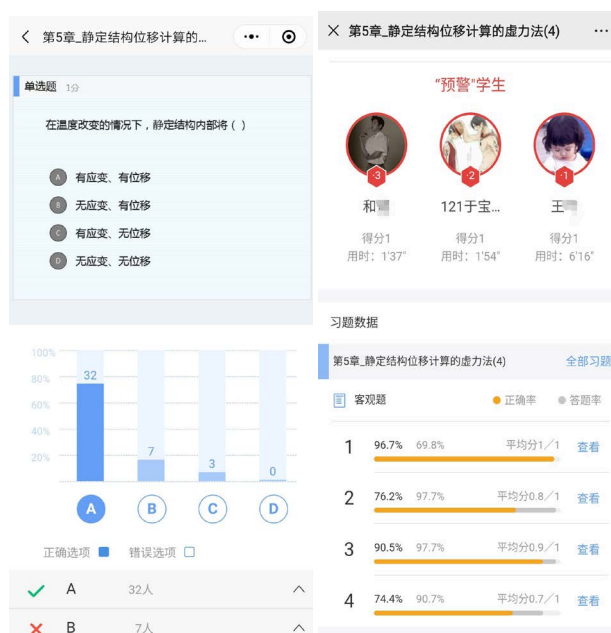 第5章_静定结构位移计算的...
单选题 1分
在温度改变的情况下，静定结构内部将（ ）
A 有应变、有位移
B 无应变、有位移
C 有应变、无位移
D 无应变、无位移
100%
80%
60%
40%
20%
32
7
3
0
A B C D
正确选项 错误选项
A 32人
B 7人
第5章_静定结构位移计算的虚力法(4)
“预警”学生
-3 -2 -1
和 121于宝... 王
得分1 得分1 得分1
用时：1'37" 用时：1'54" 用时：6'16"
习题数据
第5章_静定结构位移计算的虚力法(4) 全部习题
客观题 正确率 答题率
1 96.7% 69.8% 平均分1/1 查看
2 76.2% 97.7% 平均分0.8/1 查看
3 90.5% 97.7% 平均分0.9/1 查看
4 74.4% 90.7% 平均分0.7/1 查看